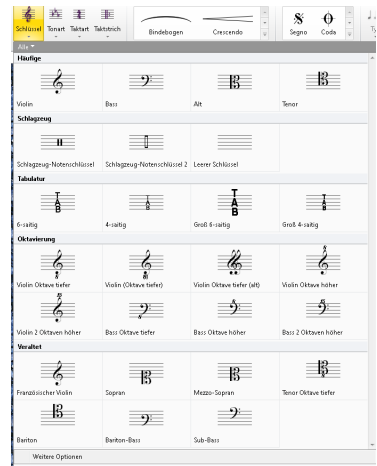 Schlüssel Tonart Taktart Taktstrich Bindebogen Crescendo Segno Coda
Alle
Häufige
Violin Bass Alt Tenor
Schlagzeug
Schlagzeug-Notenschlüssel Schlagzeug-Notenschlüssel 2 Leerer Schlüssel
Tabulatur
6-saitig 4-saitig Groß 6-saitig Groß 4-saitig
Oktavierung
Violin Oktave tiefer Violin (Oktave tiefer) Violin Oktave tiefer (alt) Violin Oktave höher
Violin 2 Oktaven höher Bass Oktave tiefer Bass Oktave höher Bass 2 Oktaven höher
Veraltet
Französischer Violin Sopran Mezzo-Sopran Tenor Oktave tiefer
Bariton Bariton-Bass Sub-Bass
Weitere Optionen